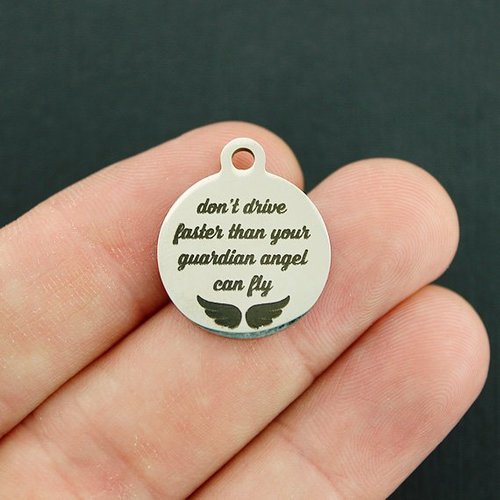 don't drive
faster than your
guardian angel
can fly